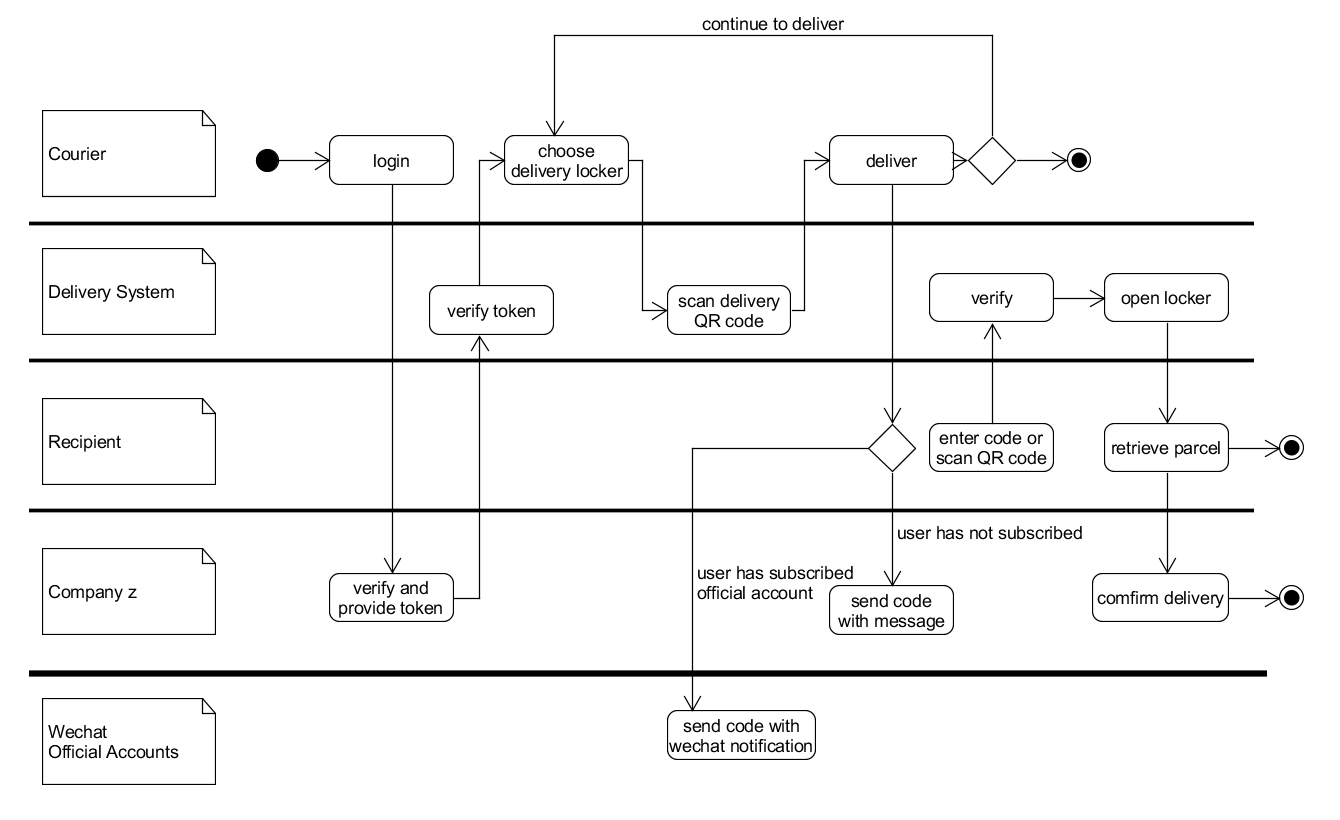 continue to deliver
Courier
login
choose
delivery locker
deliver
Delivery System
verify token
scan delivery
QR code
verify
open locker
Recipient
enter code or
scan QR code
retrieve parcel
user has not subscribed
user has subscribed
official account
Company z
verify and
provide token
send code
with message
comfirm delivery
Wechat
Official Accounts
send code with
wechat notification